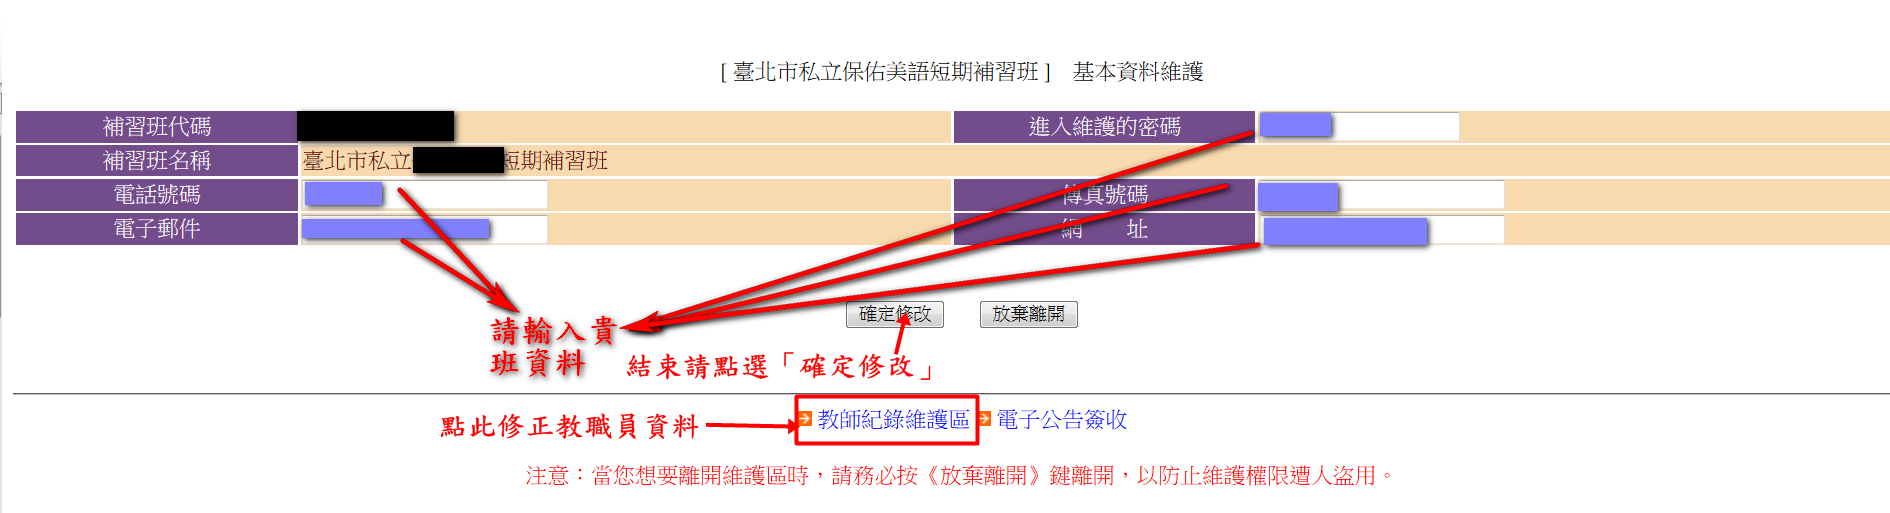 [ 臺北市私立保佑美語短期補習班 ]　基本資料維護
補習班代碼　進入維護的密碼
補習班名稱　臺北市私立　短期補習班
電話號碼　傳真號碼
電子郵件　網　　址
確定修改　放棄離開
請輸入貴
班資料
結束請點選「確定修改」
點此修正教職員資料
教師紀錄維護區　電子公告簽收
注意：當您想要離開維護區時，請務必按《放棄離開》鍵離開，以防止維護權限遭人盜用。